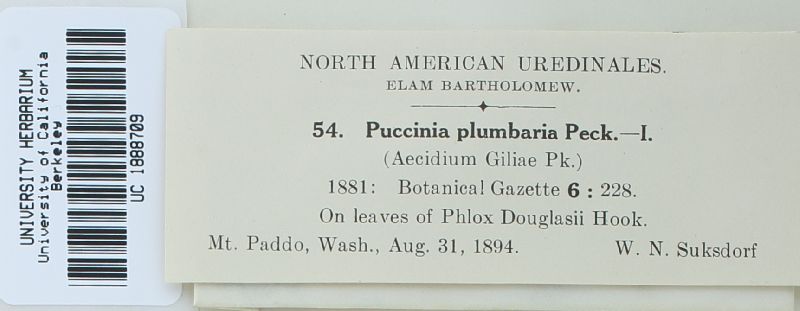 UNIVERSITY HERBARIUM
University of California
Berkeley
UC 1888709
NORTH AMERICAN UREDINALES.
ELAM BARTHOLOMEW.
54. Puccinia plumbaria Peck.—I.
(Aecidium Giliae Pk.)
1881: Botanical Gazette 6 : 228.
On leaves of Phlox Douglasii Hook.
Mt. Paddo, Wash., Aug. 31, 1894. W. N. Suksdorf